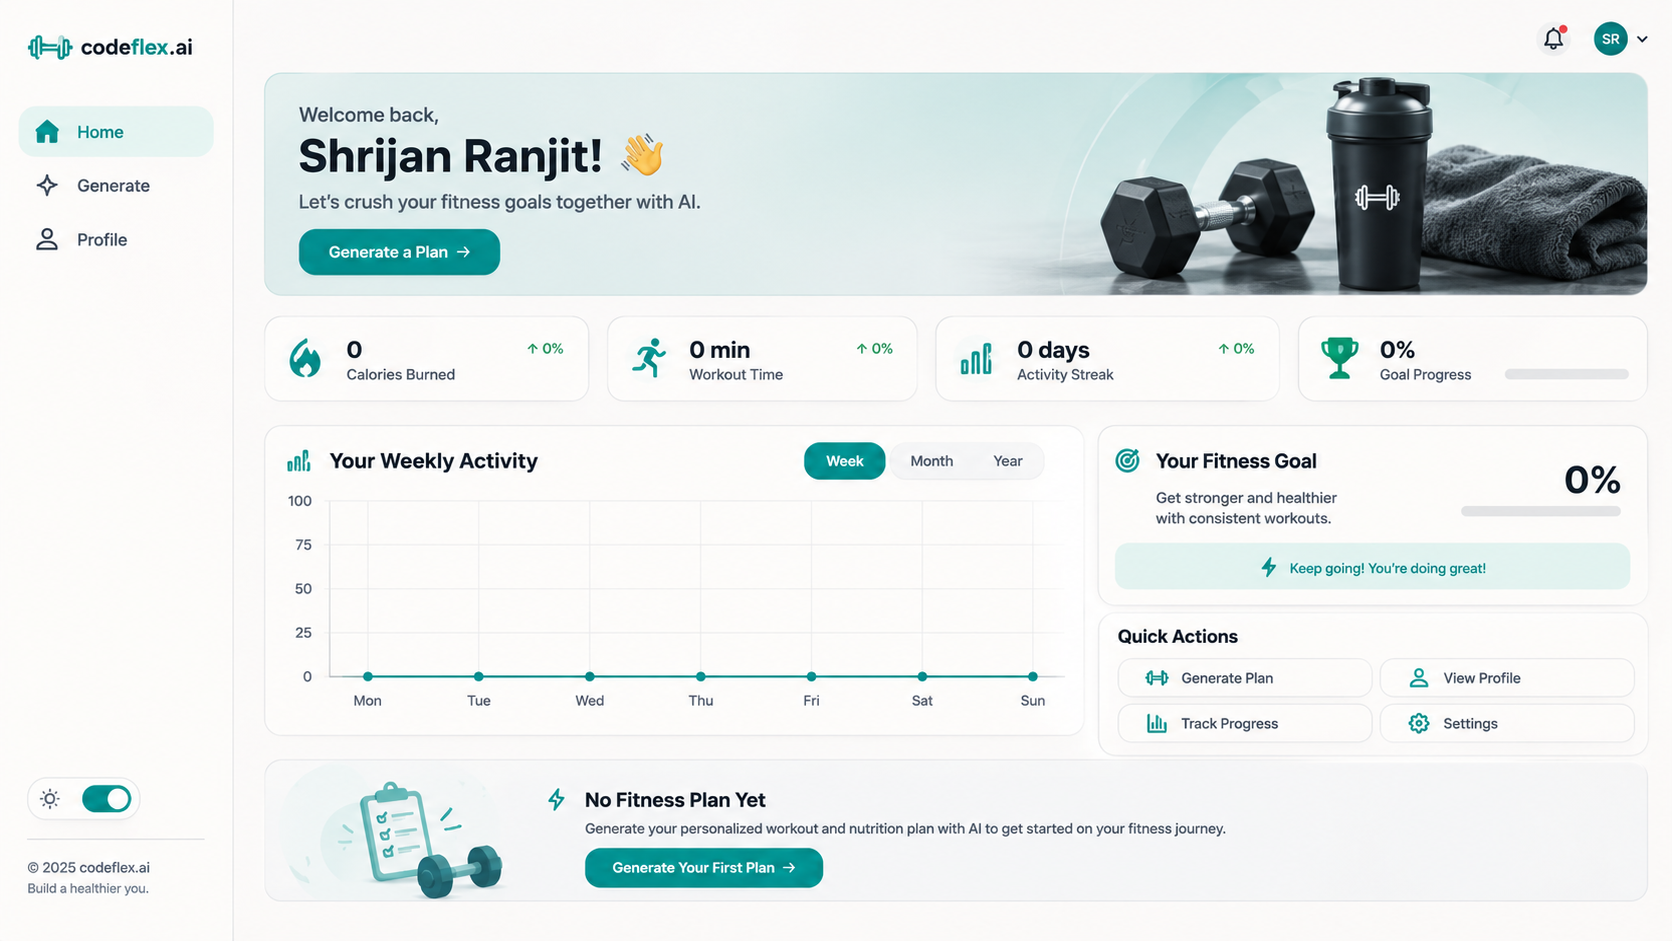 codeflex.ai
SR
Home
Generate
Profile
Welcome back,
Shrijan Ranjit! 👋
Let's crush your fitness goals together with AI.
Generate a Plan →
0
Calories Burned
↑ 0%
0 min
Workout Time
↑ 0%
0 days
Activity Streak
↑ 0%
0%
Goal Progress
Your Weekly Activity
Week
Month
Year
100
75
50
25
0
Mon
Tue
Wed
Thu
Fri
Sat
Sun
Your Fitness Goal
Get stronger and healthier
with consistent workouts.
0%
Keep going! You're doing great!
Quick Actions
Generate Plan
View Profile
Track Progress
Settings
No Fitness Plan Yet
Generate your personalized workout and nutrition plan with AI to get started on your fitness journey.
Generate Your First Plan →
© 2025 codeflex.ai
Build a healthier you.